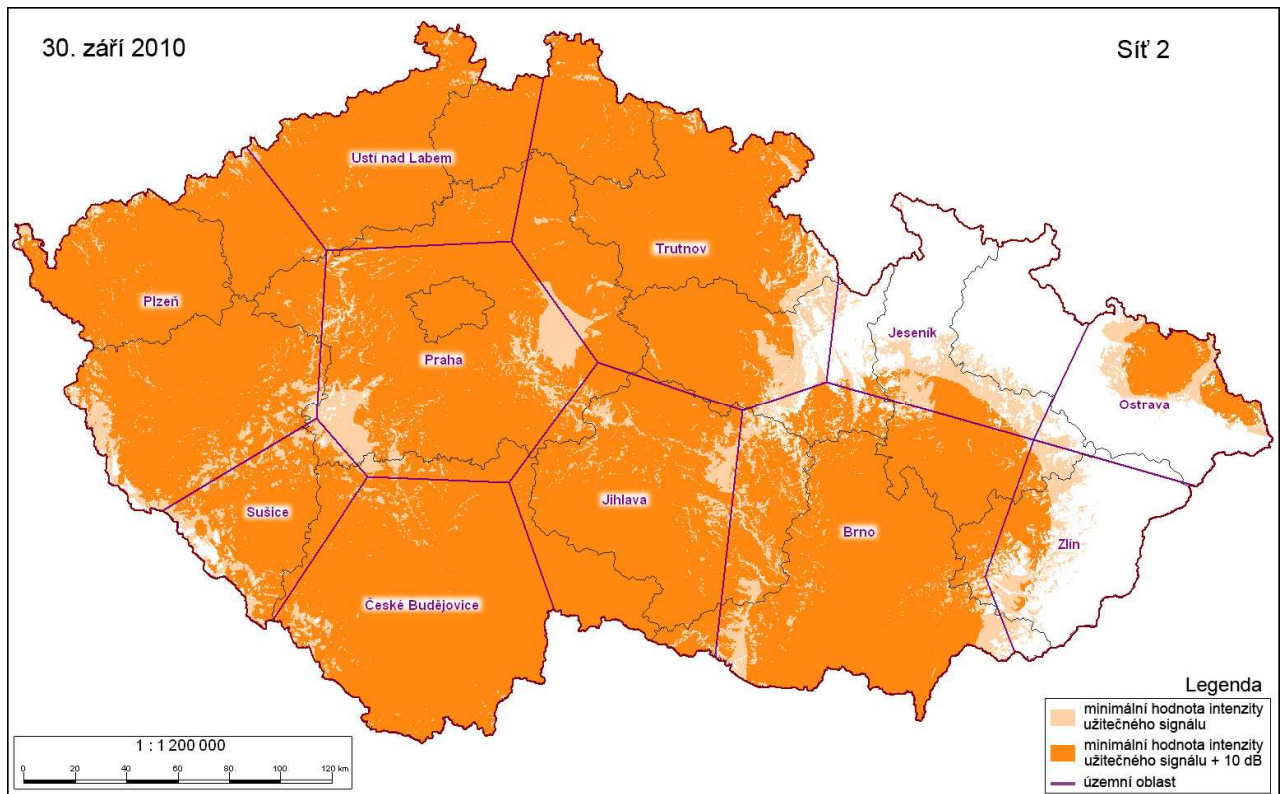 30. září 2010
Síť 2
Ustí nad Labem
Trutnov
Plzeň
Praha
Jeseník
Ostrava
Sušice
Jihlava
Brno
Zlín
České Budějovice
Legenda
minimální hodnota intenzity
užitečného signálu
minimální hodnota intenzity
užitečného signálu + 10 dB
územní oblast
1 : 1 200 000
0 20 40 60 80 100 120 km